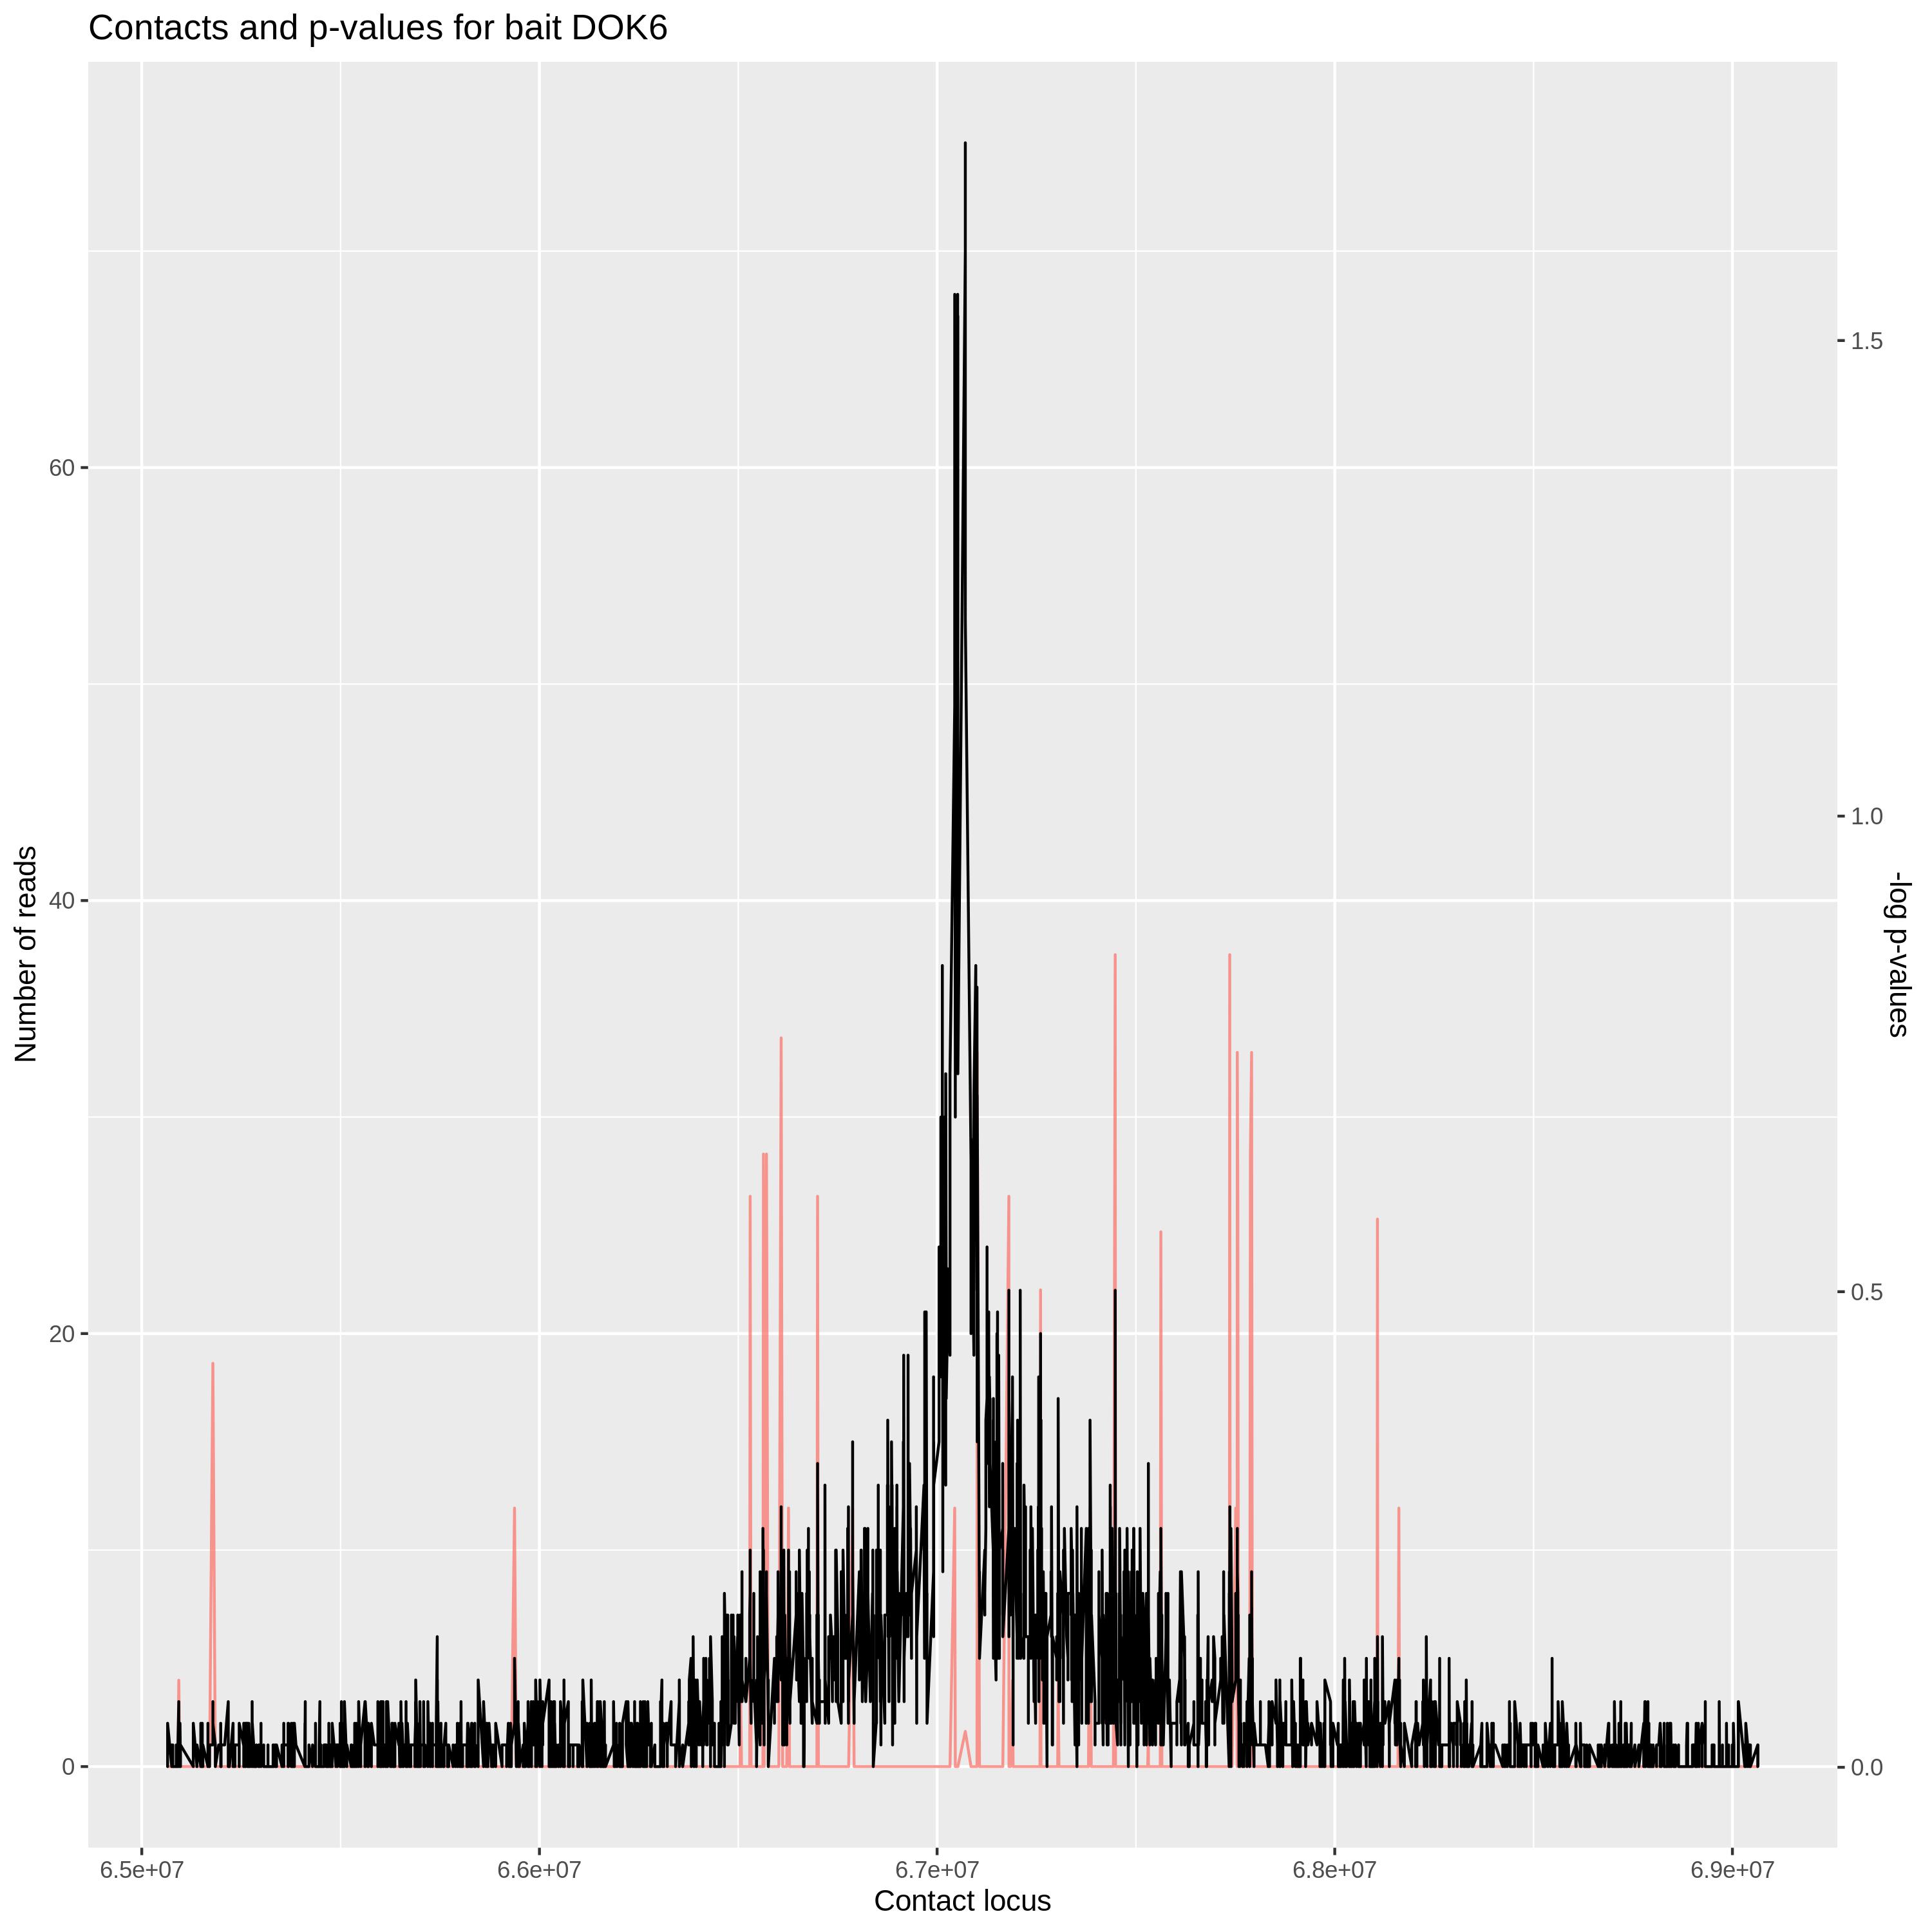 Contacts and p-values for bait DOK6
Number of reads
60
40
20
0
1.5
1.0
0.5
0.0
-log p-values
6.5e+07 6.6e+07 6.7e+07 6.8e+07 6.9e+07
Contact locus